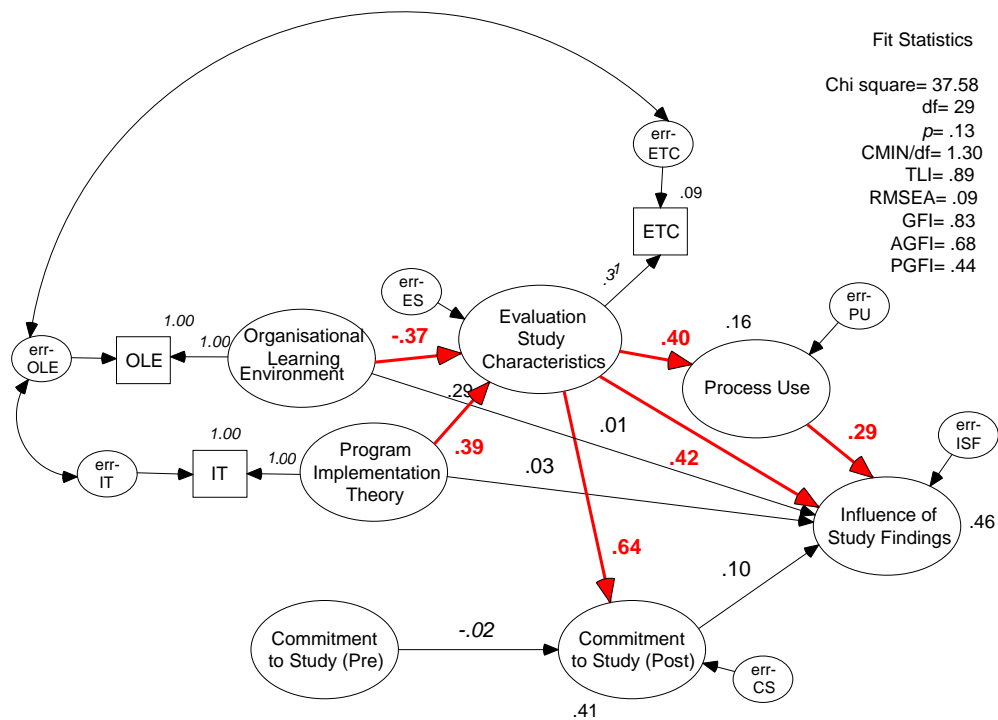 Fit Statistics
Chi square= 37.58
df= 29
p= .13
CMIN/df= 1.30
TLI= .89
RMSEA= .09
GFI= .83
AGFI= .68
PGFI= .44
err-
ETC
.09
ETC
.31
err-
ES
Evaluation
Study
Characteristics
err-
PU
.16
.40
Process Use
1.00
1.00
err-
OLE
OLE
Organisational
Learning
Environment
-.37
.29
.01
.29
err-
ISF
1.00
1.00
err-
IT
IT
Program
Implementation
Theory
.39
.03
.42
Influence of
Study Findings
.46
.64
.10
Commitment
to Study (Pre)
-.02
Commitment
to Study (Post)
err-
CS
.41